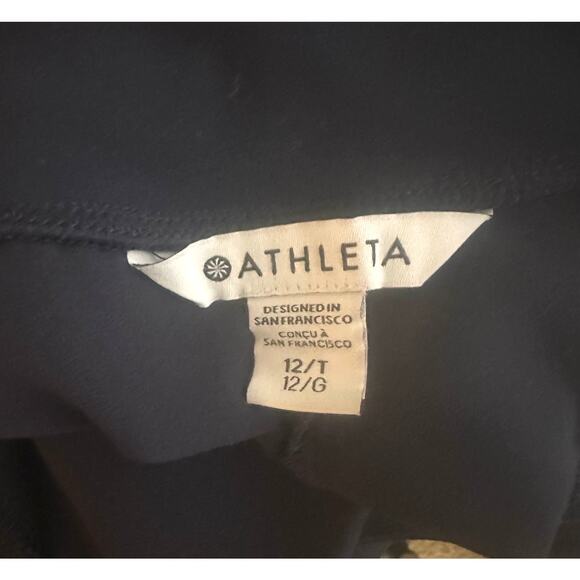 ATHLETA
DESIGNED IN
SAN FRANCISCO
CONÇU À
SAN FRANCISCO
12/T
12/G